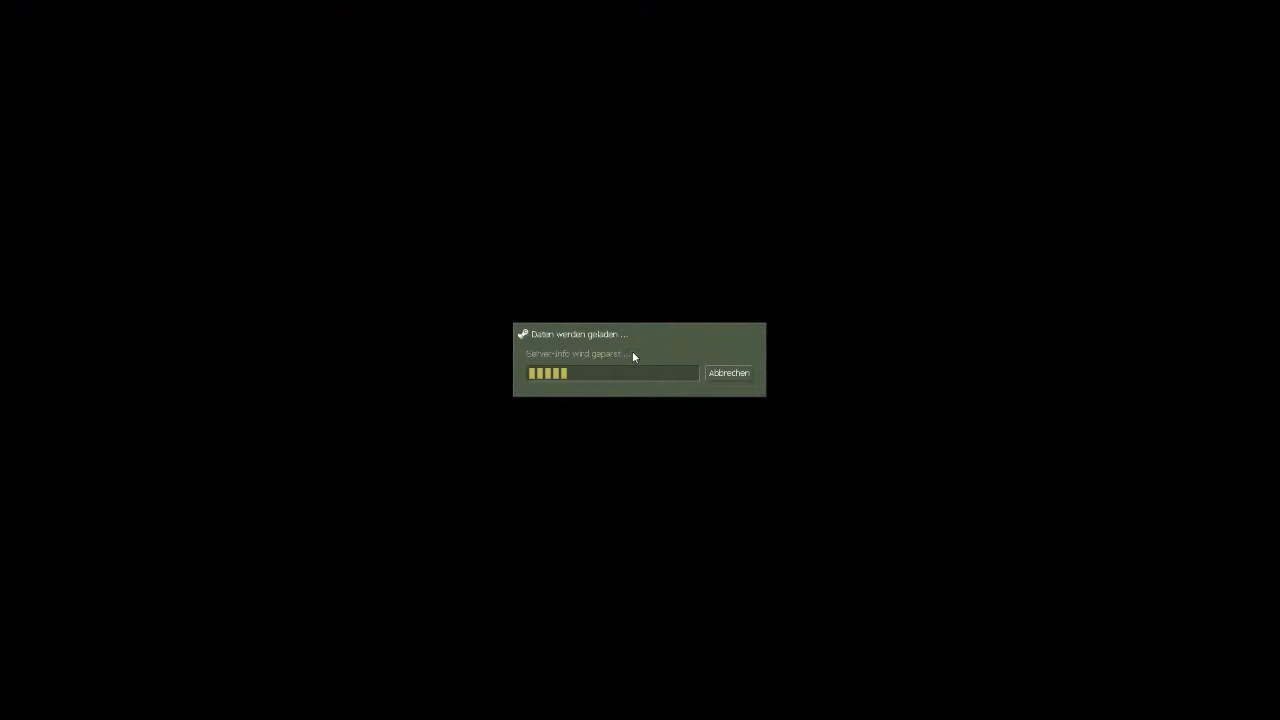 Daten werden geladen ...
Server-Info wird geparst ...
Abbrechen